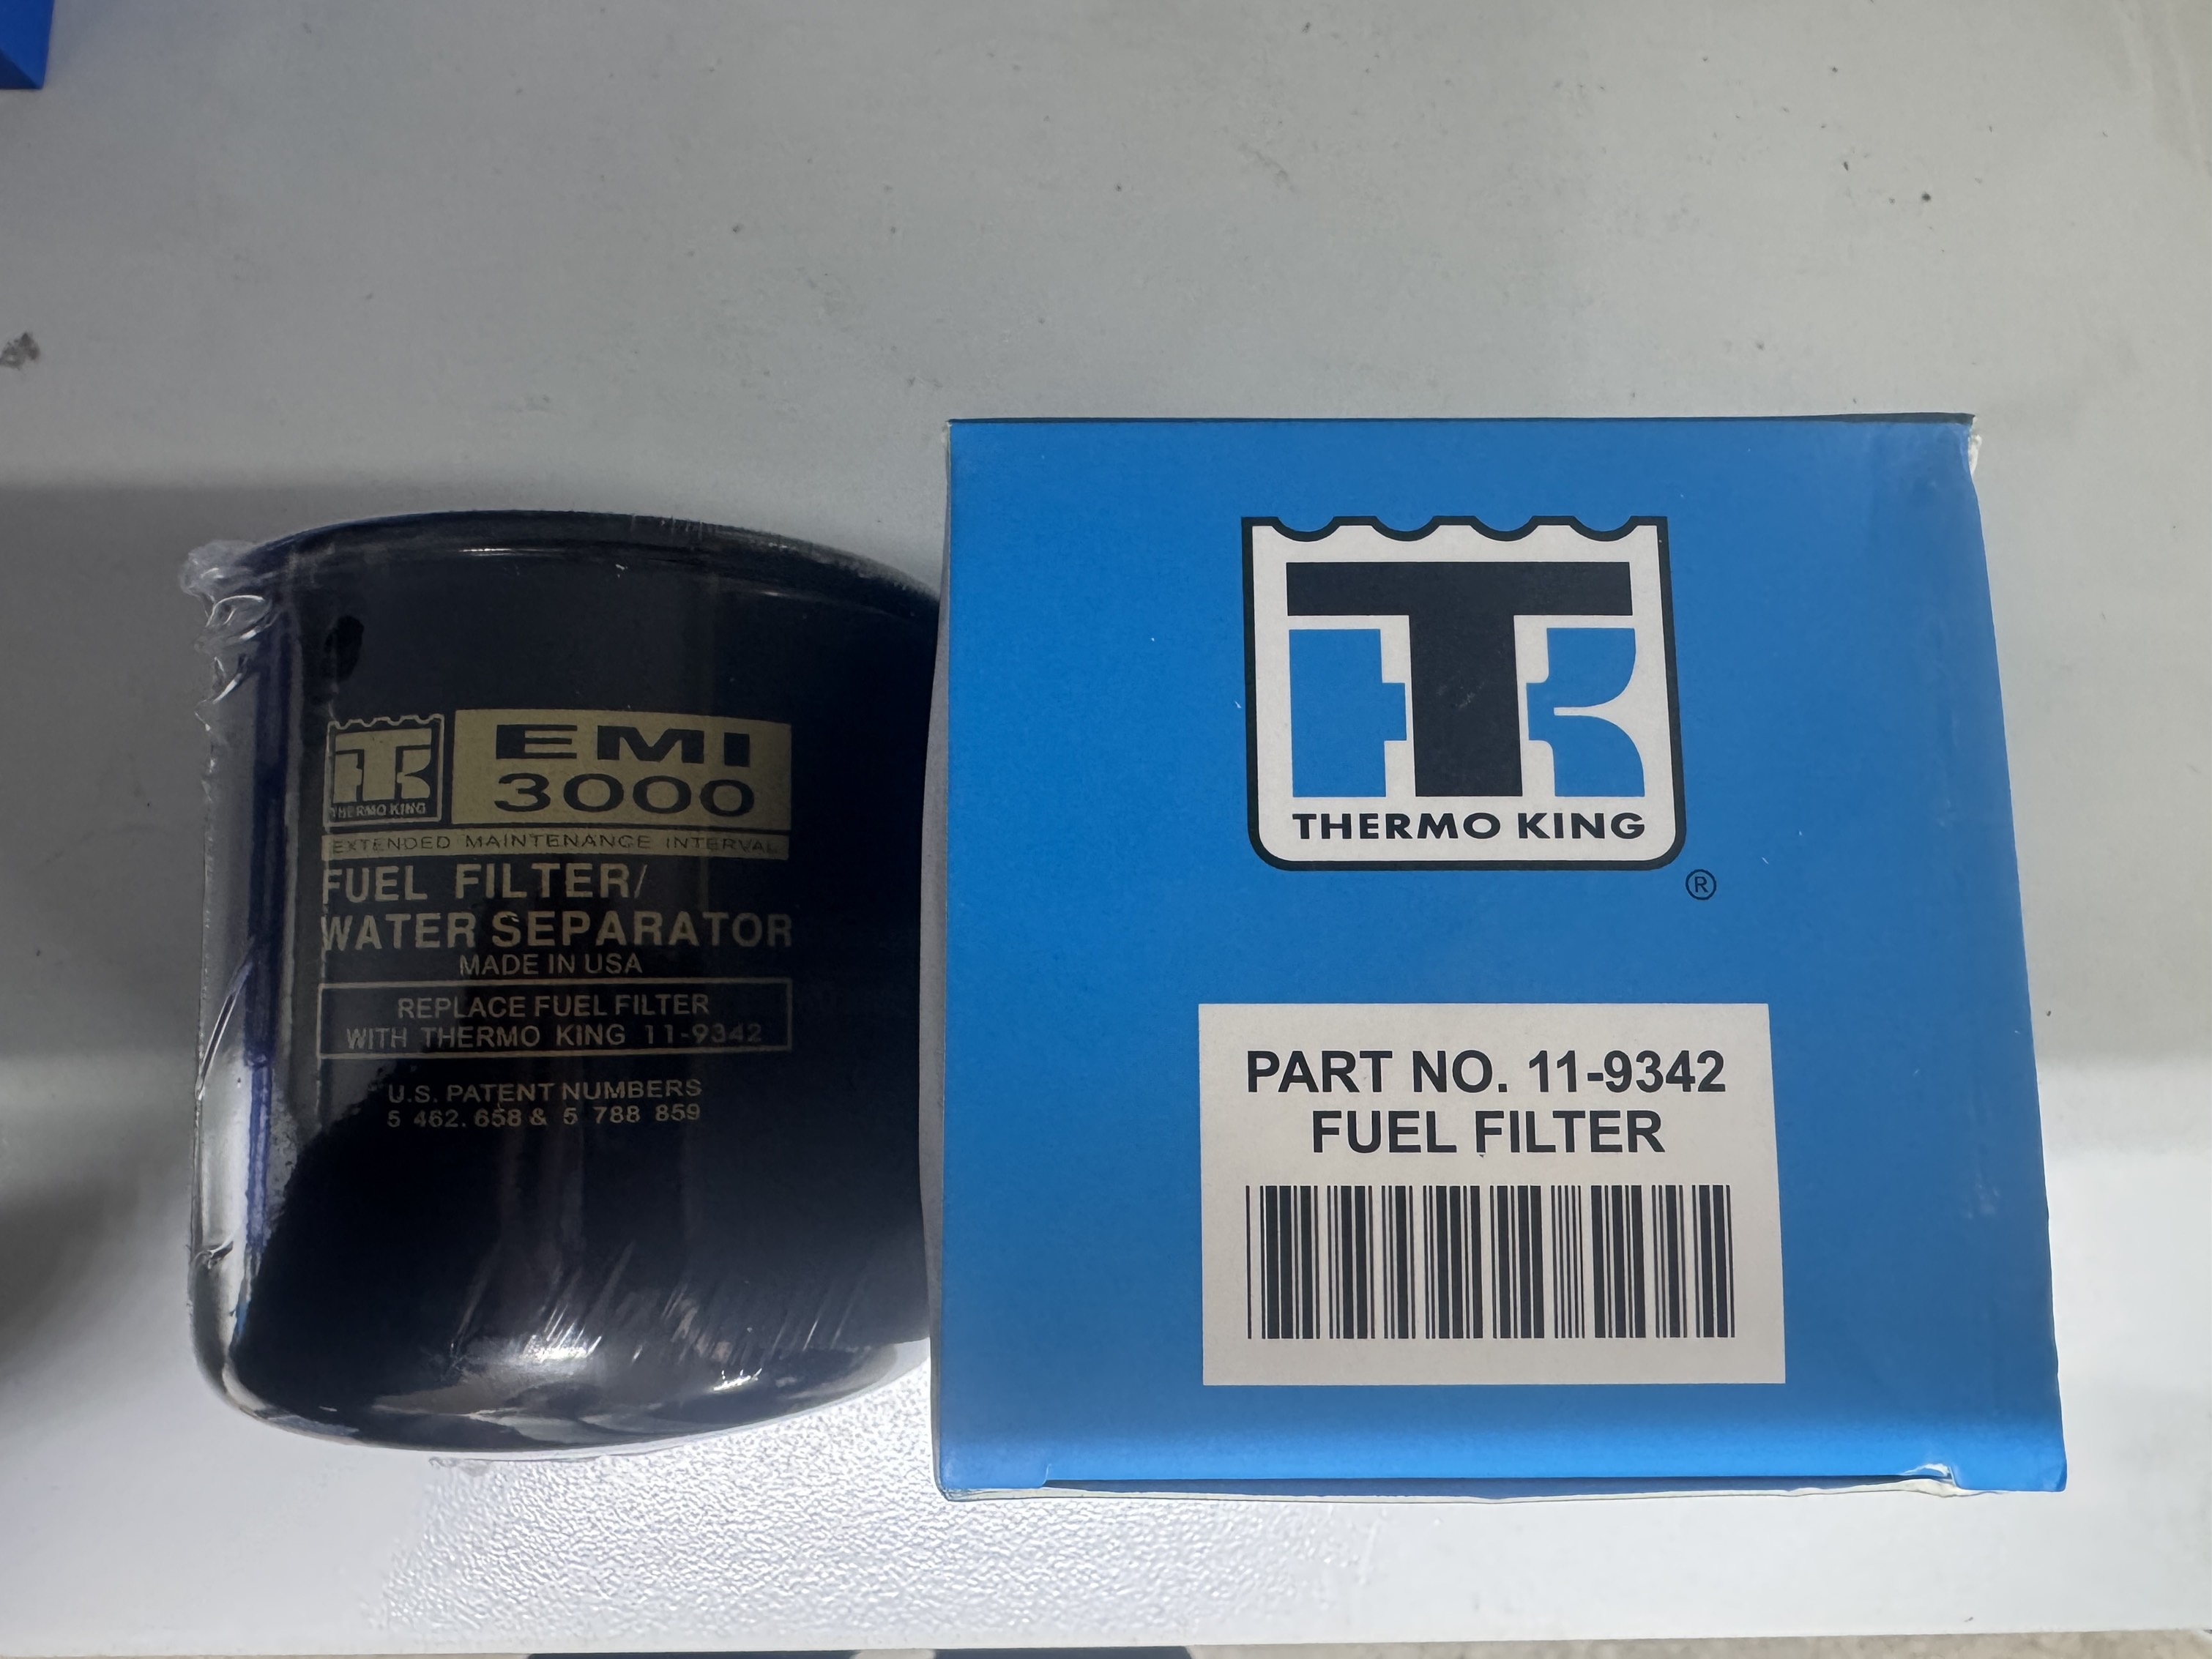 TK
THERMO KING
EMI
3000
EXTENDED MAINTENANCE INTERVAL
FUEL FILTER/
WATER SEPARATOR
MADE IN USA
REPLACE FUEL FILTER
WITH THERMO KING 11-9342
U.S. PATENT NUMBERS
5 462. 658 & 5 788 859
TK
THERMO KING
®
PART NO. 11-9342
FUEL FILTER